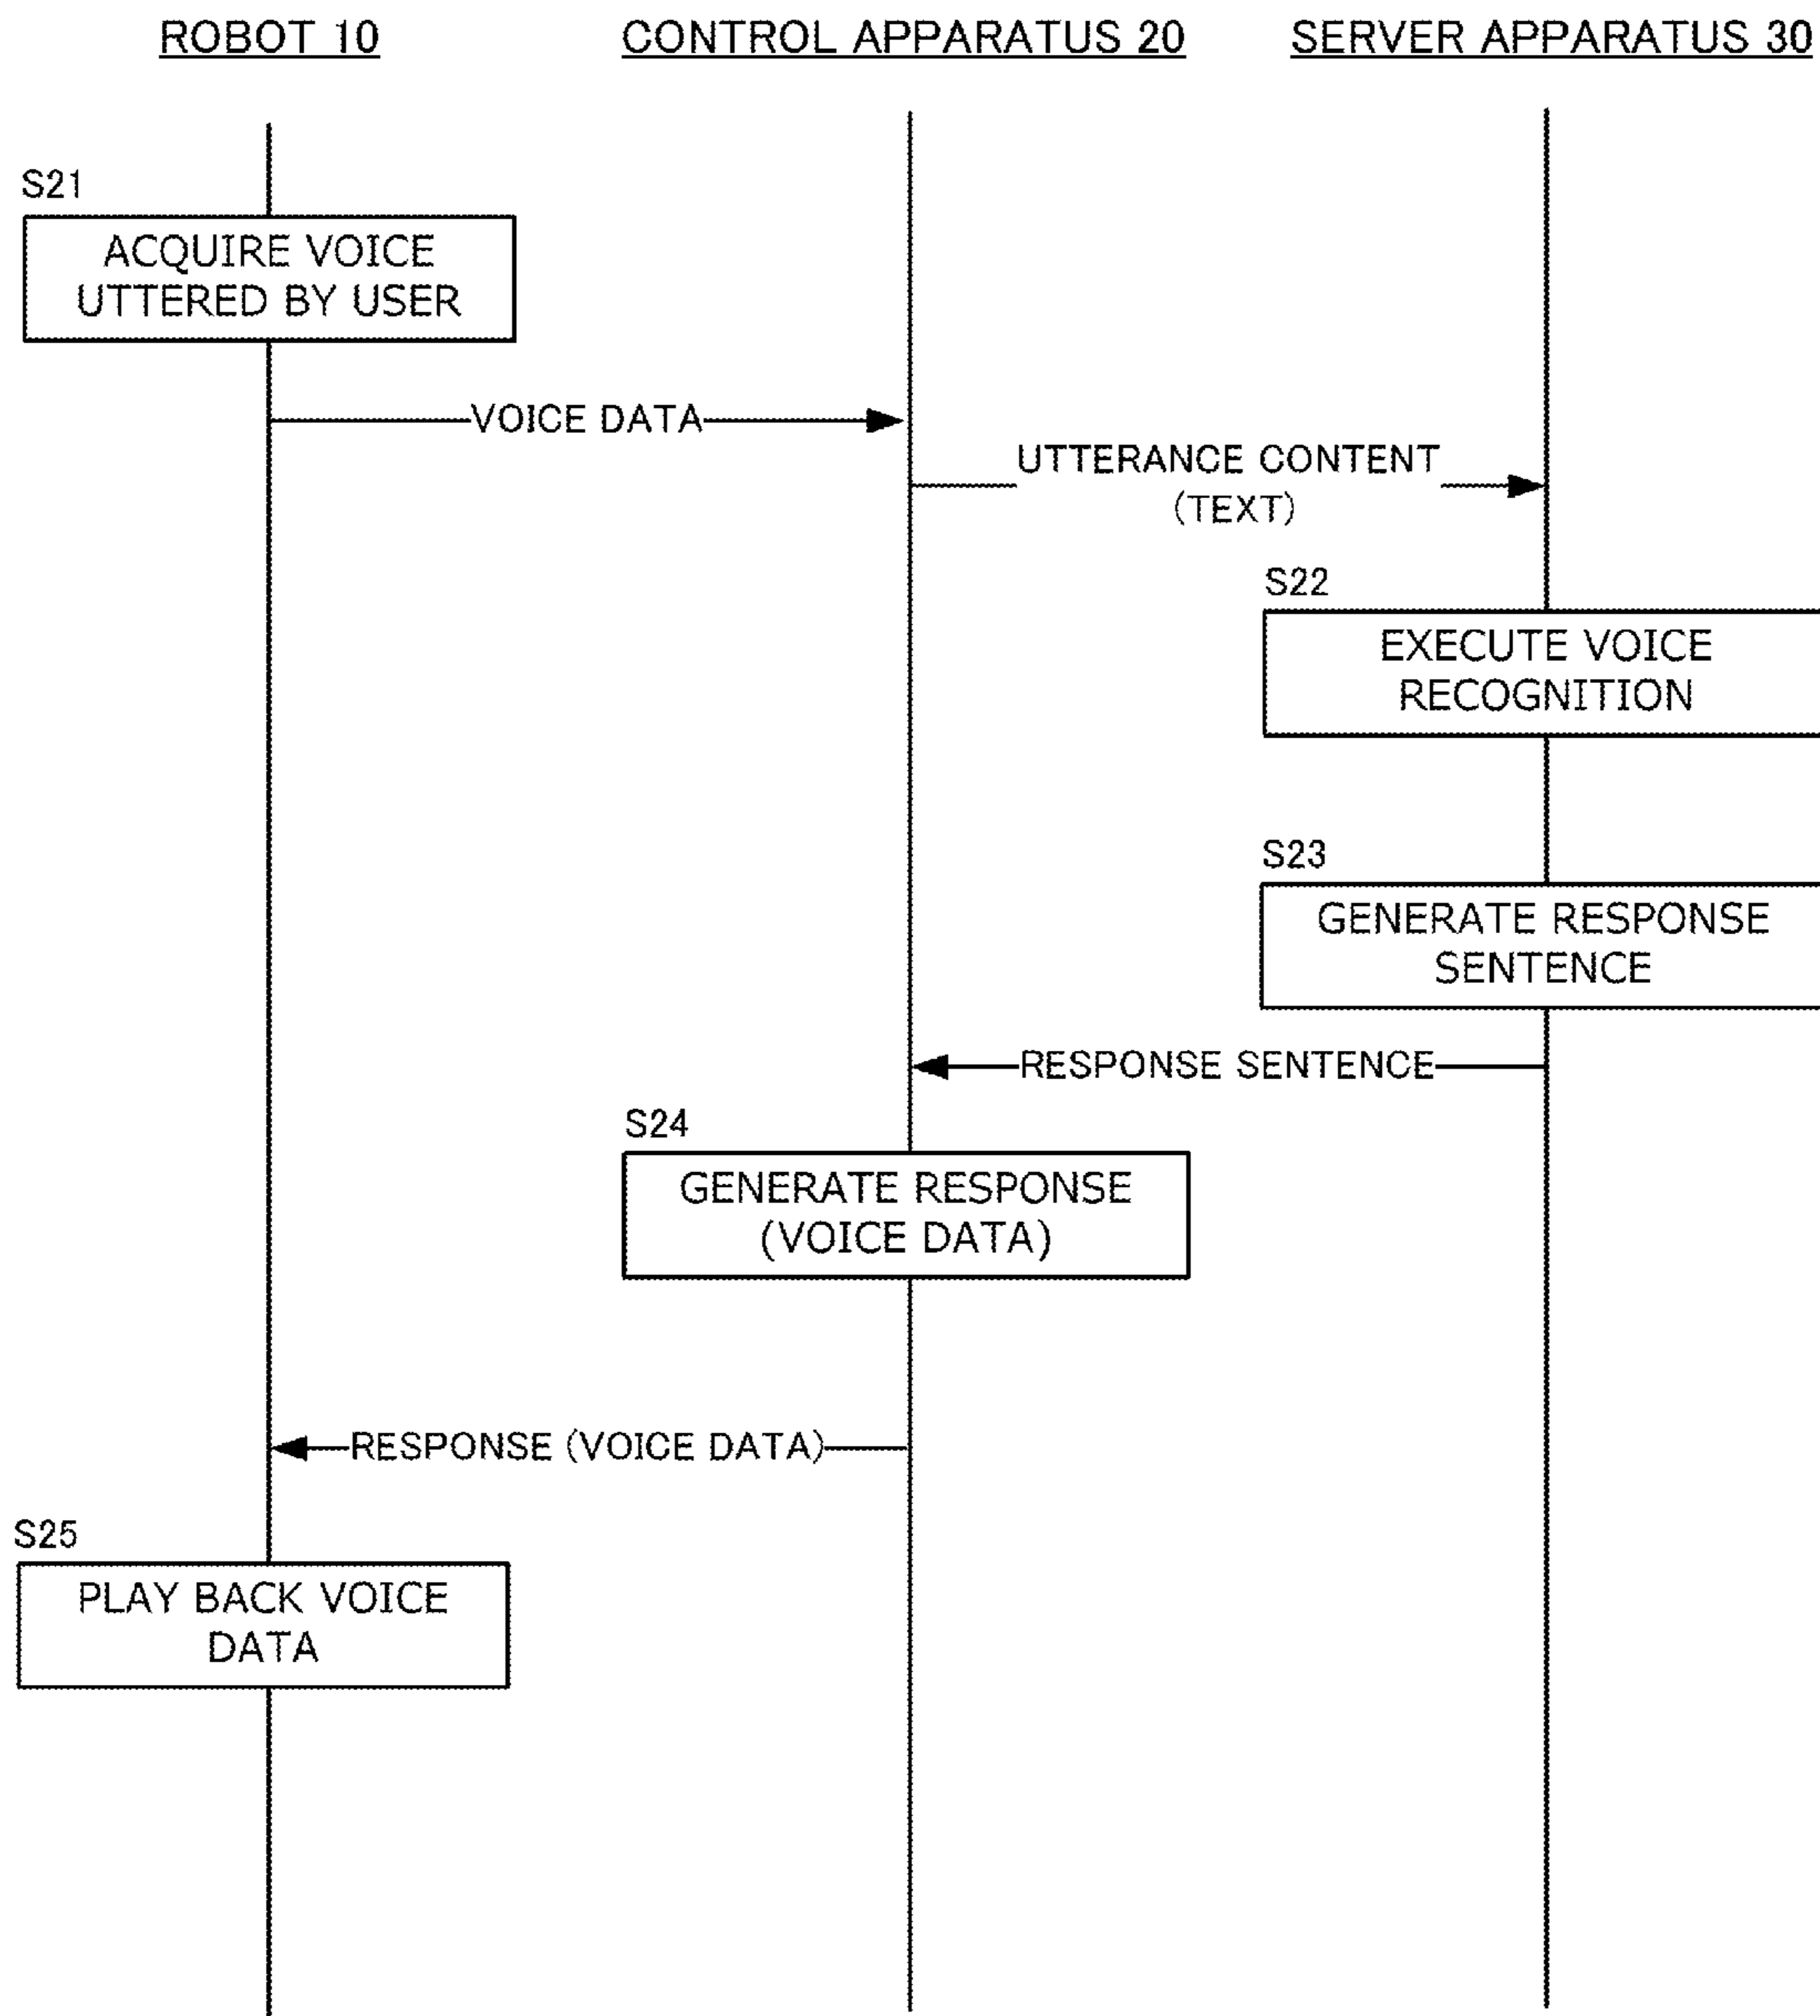 ROBOT 10
CONTROL APPARATUS 20
SERVER APPARATUS 30
S21
ACQUIRE VOICE
UTTERED BY USER
VOICE DATA
UTTERANCE CONTENT
(TEXT)
S22
EXECUTE VOICE
RECOGNITION
S23
GENERATE RESPONSE
SENTENCE
RESPONSE SENTENCE
S24
GENERATE RESPONSE
(VOICE DATA)
RESPONSE (VOICE DATA)
S25
PLAY BACK VOICE
DATA